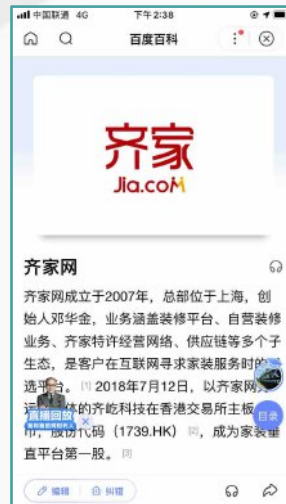 中国联通 4G 下午2:38
百度百科
齐家
Jia.com
齐家网
齐家网成立于2007年，总部位于上海，创
始人邓华金，业务涵盖装修平台、自营装修
业务、齐家特许经营网络、供应链等多个子
生态，是客户在互联网寻求家装服务时的
选平台。[1] 2018年7月12日，以齐家网
体的齐屹科技在香港交易所主板
市，股份代码（1739.HK）[2]，成为家装垂
直平台第一股。[3]
直播回放
目录
编辑 纠错